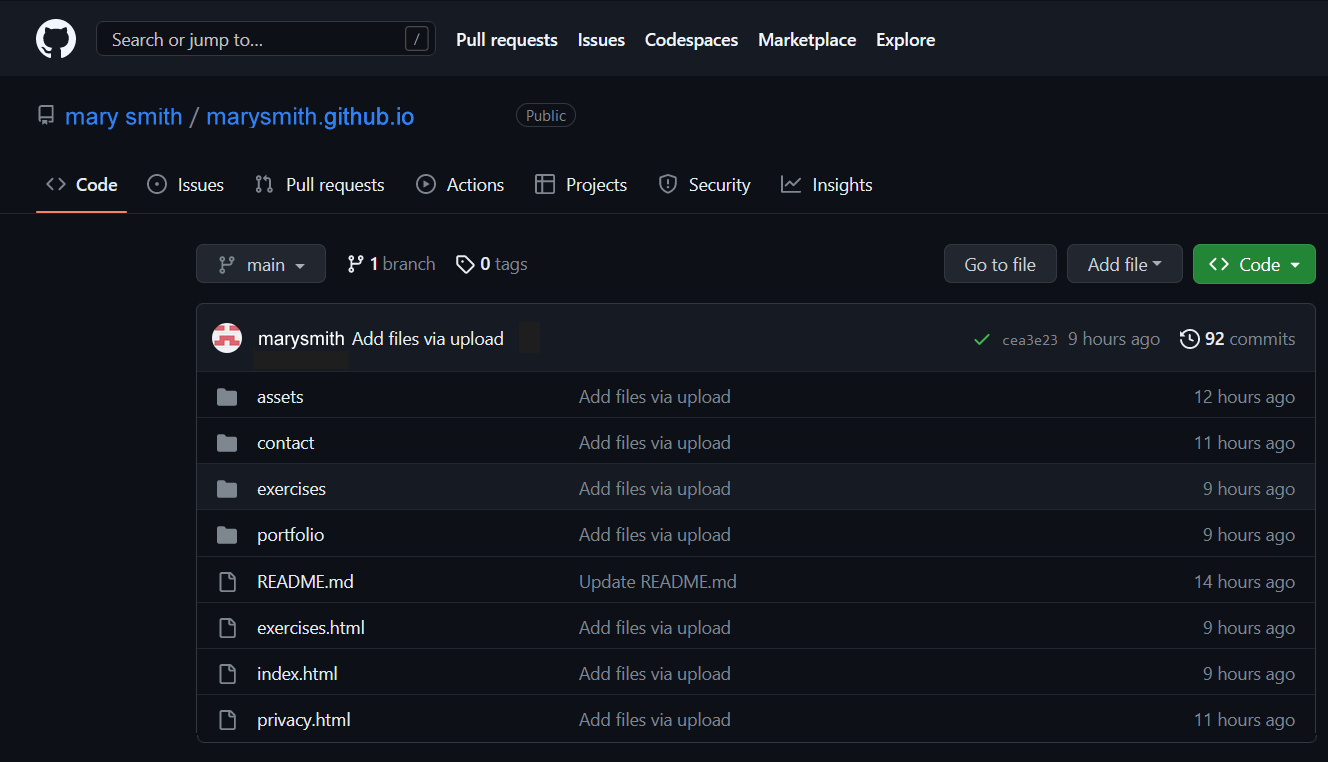 Search or jump to... / Pull requests Issues Codespaces Marketplace Explore
mary smith / marysmith.github.io Public
Code Issues Pull requests Actions Projects Security Insights
main 1 branch 0 tags Go to file Add file Code
marysmith Add files via upload cea3e23 9 hours ago 92 commits
assets Add files via upload 12 hours ago
contact Add files via upload 11 hours ago
exercises Add files via upload 9 hours ago
portfolio Add files via upload 9 hours ago
README.md Update README.md 14 hours ago
exercises.html Add files via upload 9 hours ago
index.html Add files via upload 9 hours ago
privacy.html Add files via upload 11 hours ago